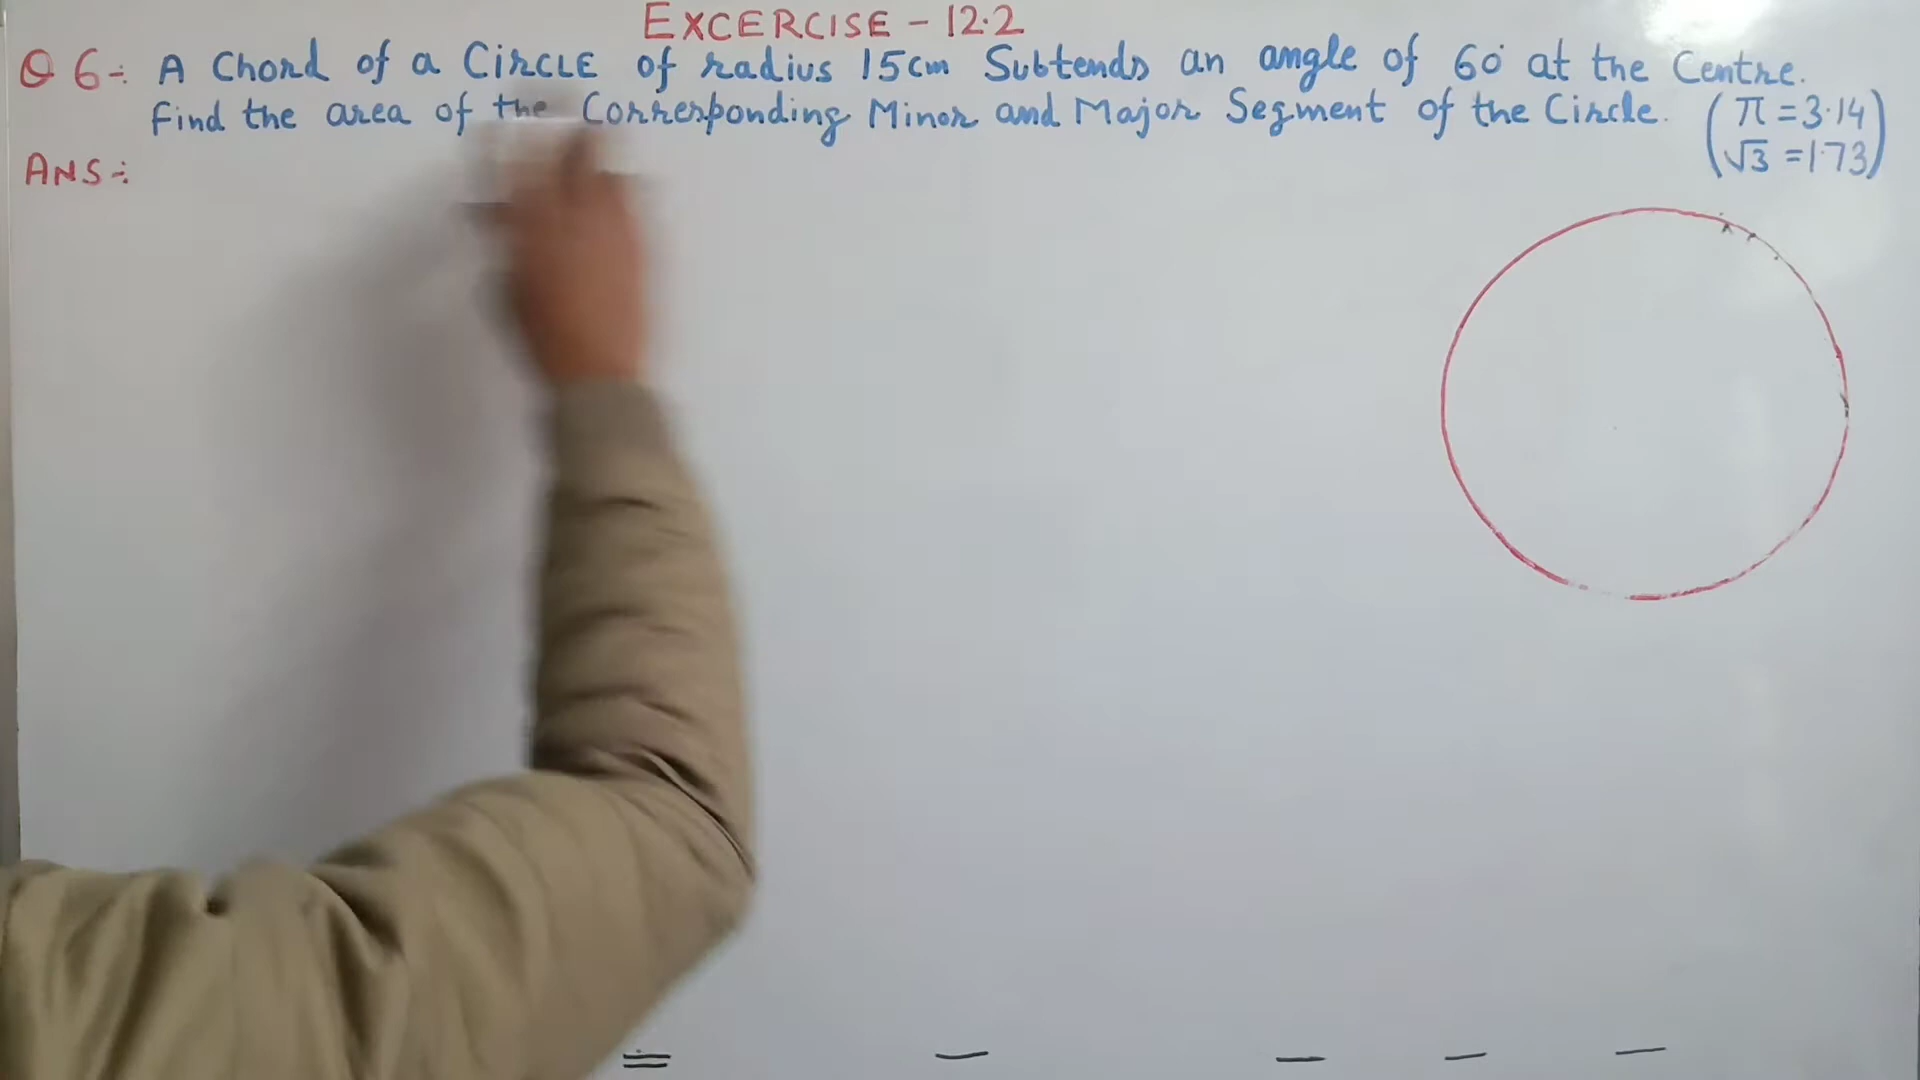 EXCERCISE - 12.2
Q 6:- A Chord of a CIRCLE of radius 15cm Subtends an angle of 60° at the Centre.
Find the area of the Corresponding Minor and Major Segment of the Circle. (π = 3.14
√3 = 1.73)
ANS:-